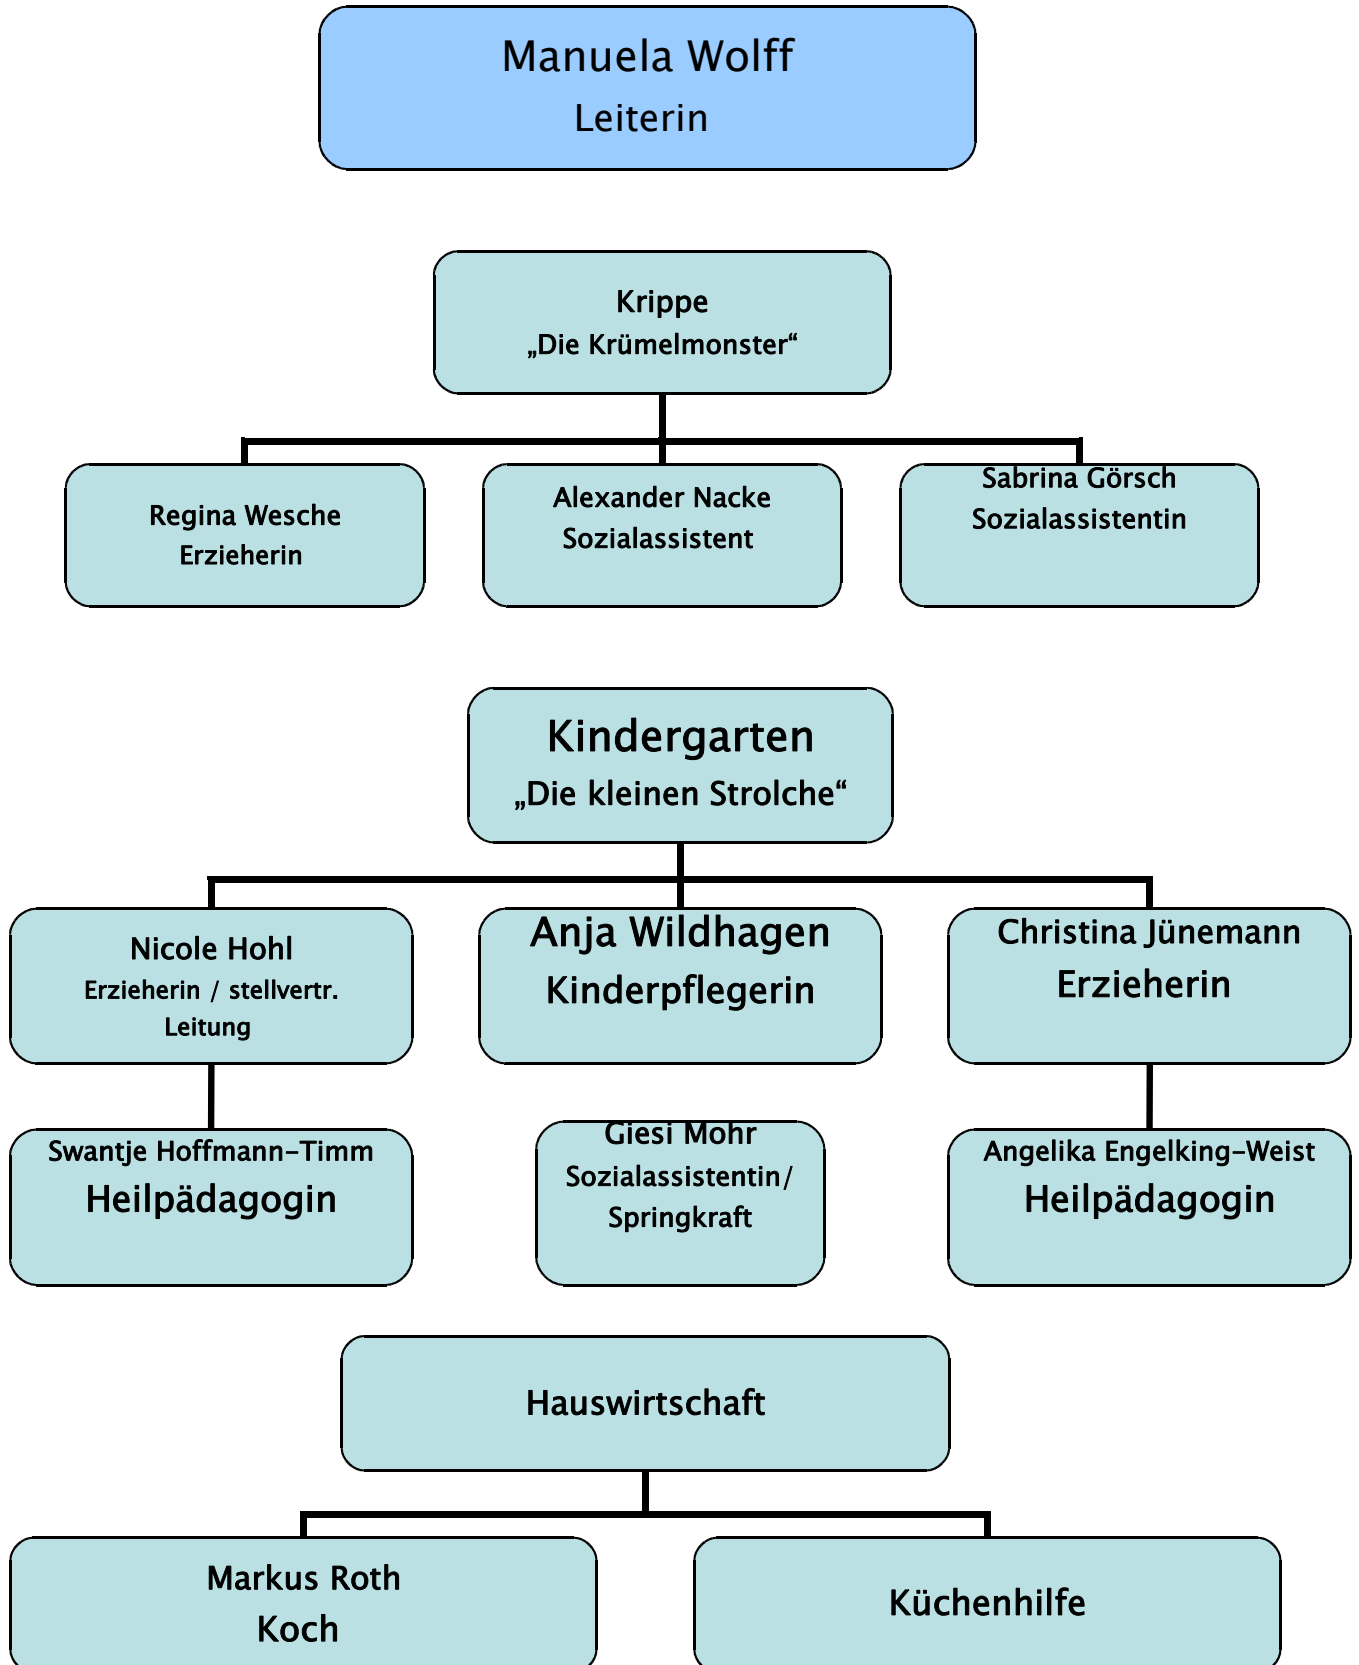 Manuela Wolff
Leiterin
Krippe
„Die Krümelmonster“
Regina Wesche
Erzieherin
Alexander Nacke
Sozialassistent
Sabrina Görsch
Sozialassistentin
Kindergarten
„Die kleinen Strolche“
Nicole Hohl
Erzieherin / stellvertr.
Leitung
Anja Wildhagen
Kinderpflegerin
Christina Jünemann
Erzieherin
Swantje Hoffmann-Timm
Heilpädagogin
Giesi Mohr
Sozialassistentin/
Springkraft
Angelika Engelking-Weist
Heilpädagogin
Hauswirtschaft
Markus Roth
Koch
Küchenhilfe